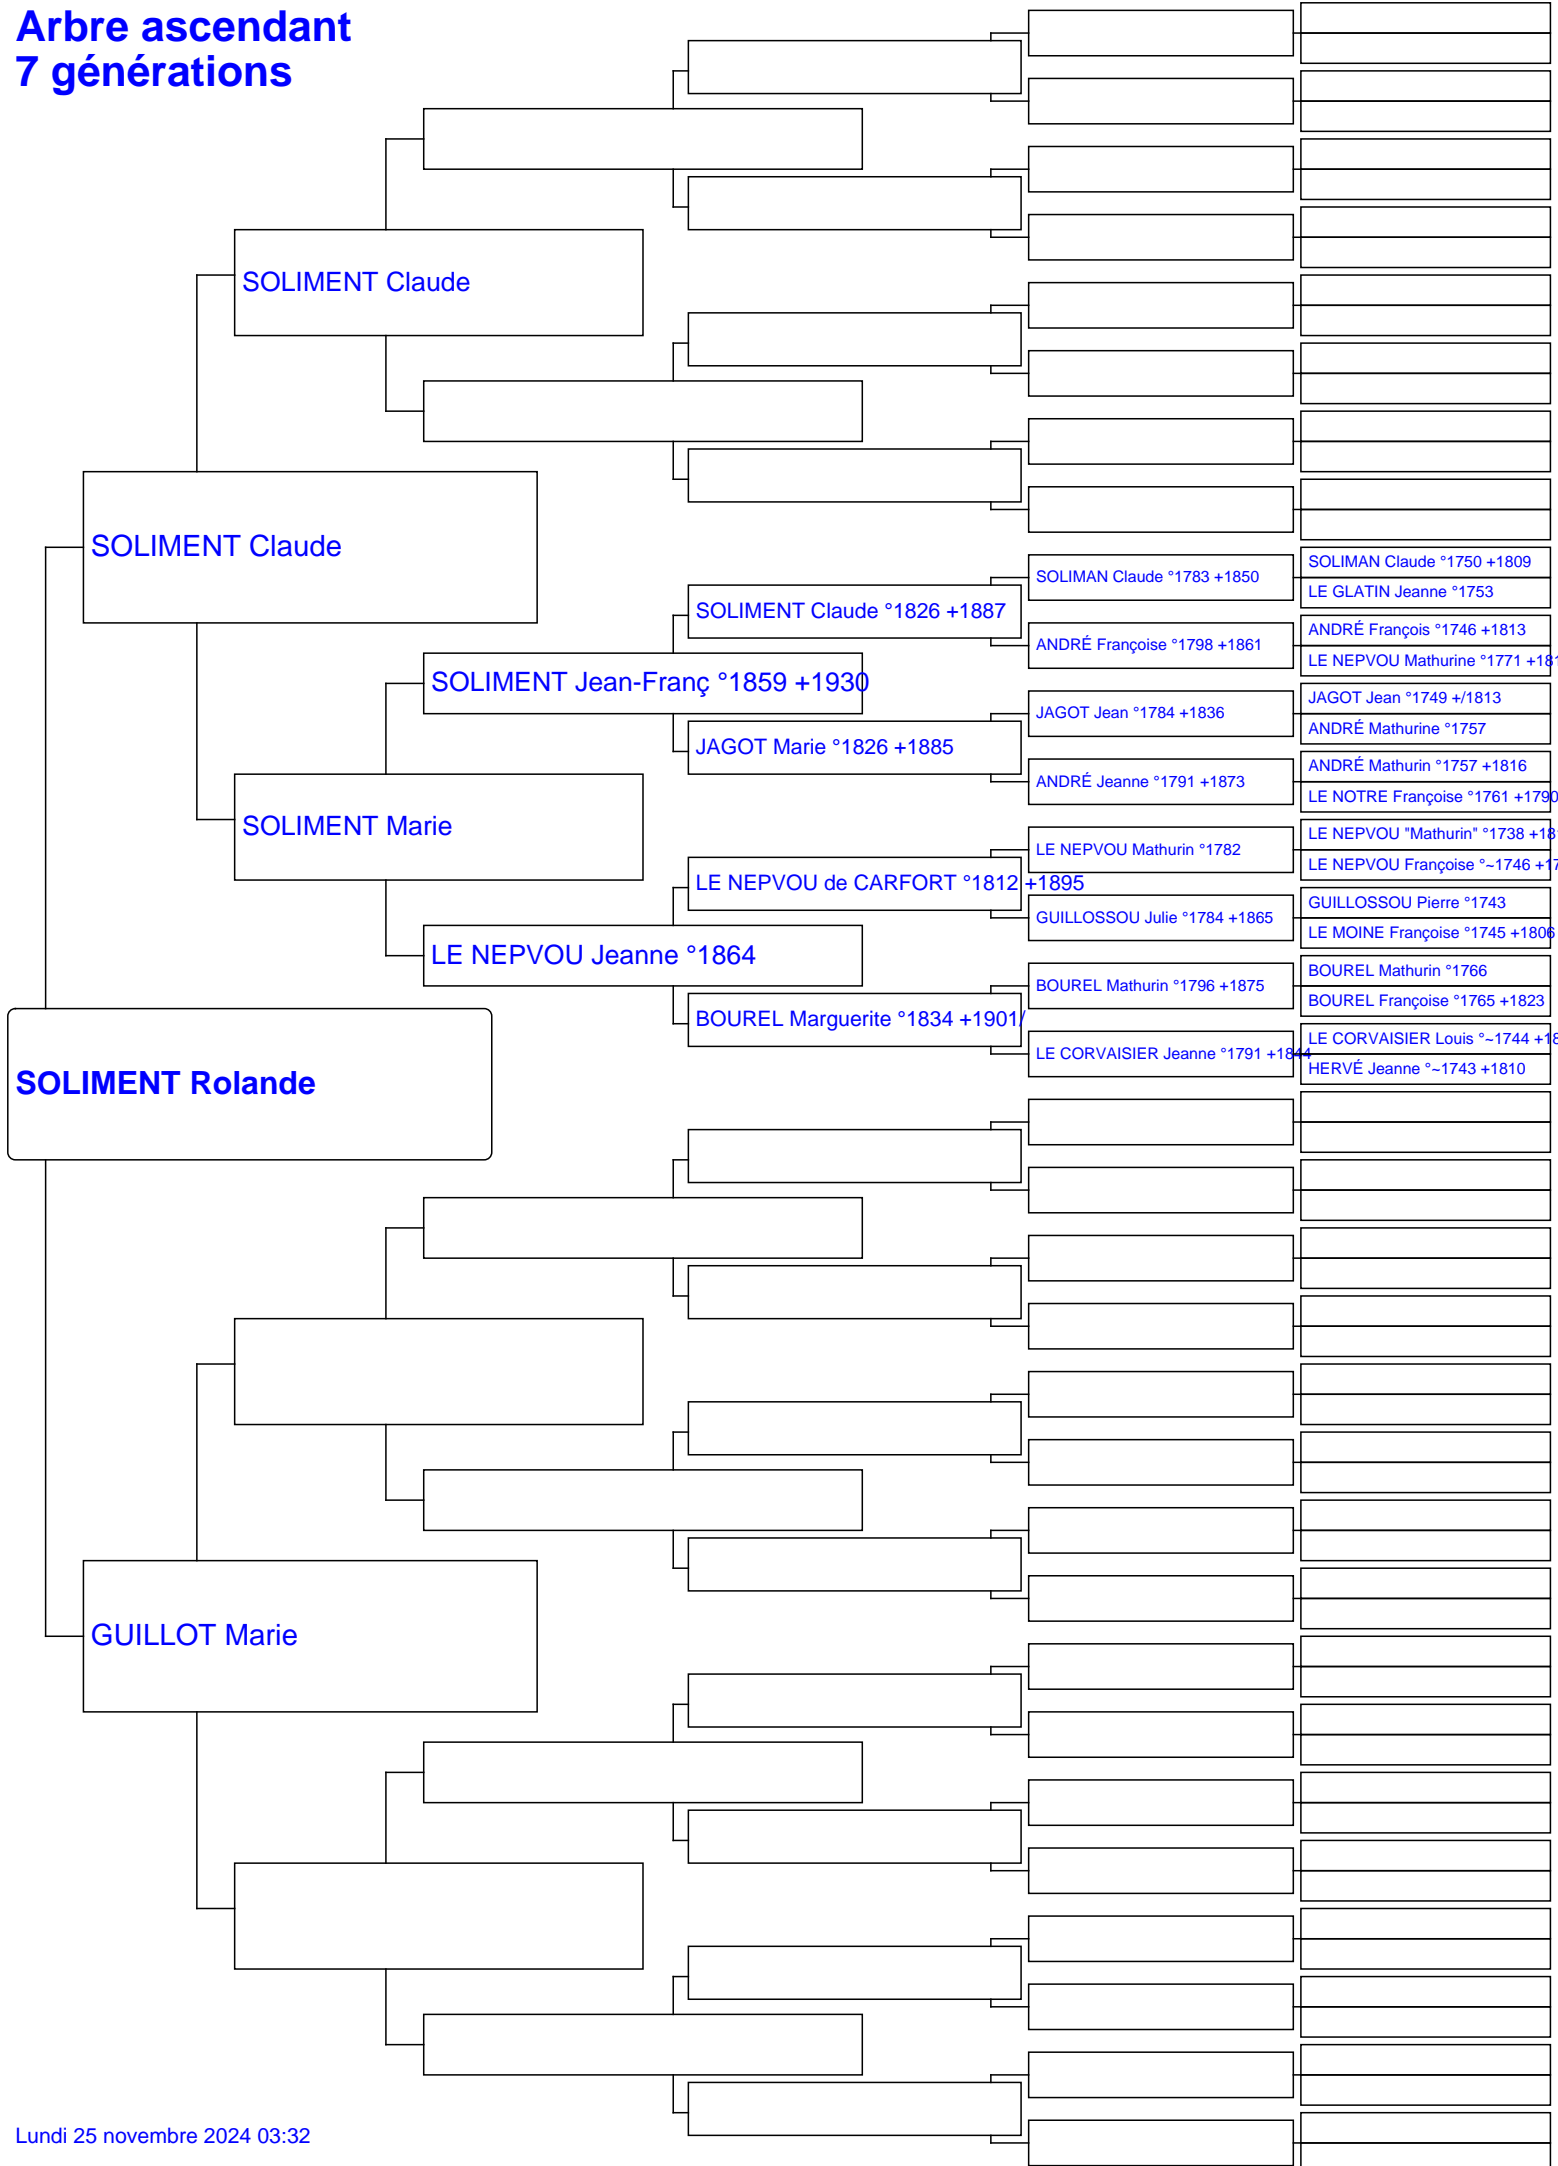 Arbre ascendant
7 générations
SOLIMENT Claude
SOLIMENT Claude
SOLIMAN Claude °1750 +1809
SOLIMAN Claude °1783 +1850
LE GLATIN Jeanne °1753
SOLIMENT Claude °1826 +1887
ANDRÉ François °1746 +1813
ANDRÉ Françoise °1798 +1861
LE NEPVOU Mathurine °1771 +181
SOLIMENT Jean-Franç °1859 +1930
JAGOT Jean °1749 +/1813
JAGOT Jean °1784 +1836
ANDRÉ Mathurine °1757
JAGOT Marie °1826 +1885
ANDRÉ Mathurin °1757 +1816
ANDRÉ Jeanne °1791 +1873
LE NOTRE Françoise °1761 +1790
SOLIMENT Marie
LE NEPVOU "Mathurin" °1738 +18
LE NEPVOU Mathurin °1782
LE NEPVOU Françoise °~1746 +17
LE NEPVOU de CARFORT °1812 +1895
GUILLOSSOU Pierre °1743
GUILLOSSOU Julie °1784 +1865
LE MOINE Françoise °1745 +1806
LE NEPVOU Jeanne °1864
BOUREL Mathurin °1766
BOUREL Mathurin °1796 +1875
BOUREL Françoise °1765 +1823
BOUREL Marguerite °1834 +1901/
LE CORVAISIER Louis °~1744 +18
LE CORVAISIER Jeanne °1791 +1844
HERVÉ Jeanne °~1743 +1810
SOLIMENT Rolande
GUILLOT Marie
Lundi 25 novembre 2024 03:32